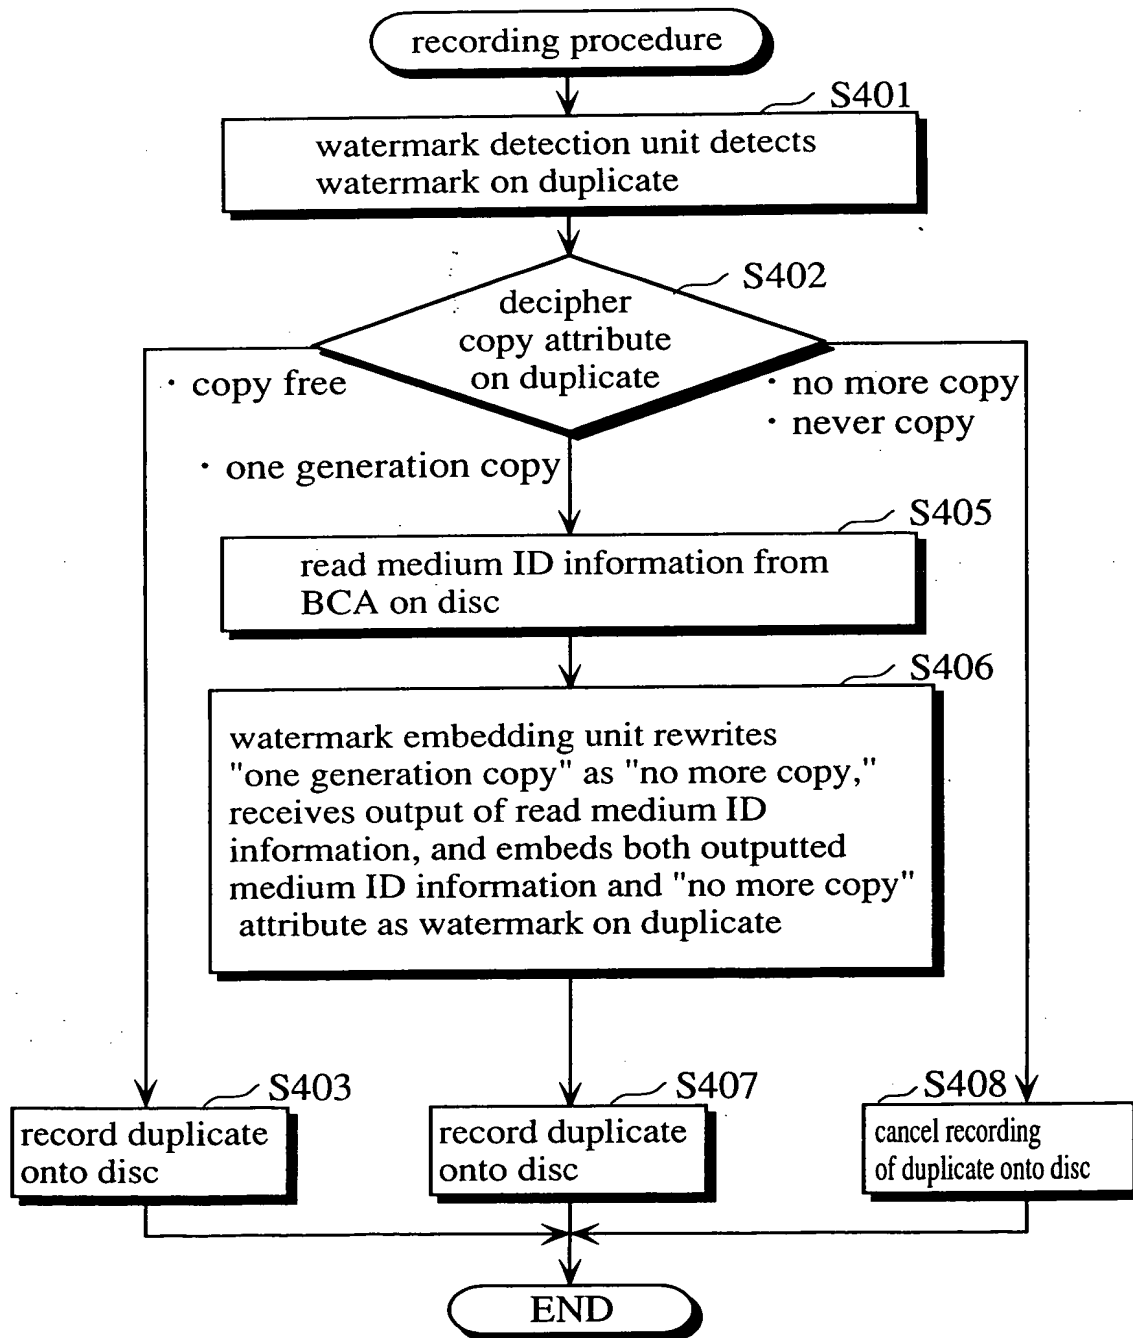 recording procedure
S401
watermark detection unit detects
watermark on duplicate
S402
decipher
copy attribute
on duplicate
· copy free
· no more copy
· never copy
· one generation copy
S405
read medium ID information from
BCA on disc
S406
watermark embedding unit rewrites
"one generation copy" as "no more copy,"
receives output of read medium ID
information, and embeds both outputted
medium ID information and "no more copy"
attribute as watermark on duplicate
S403
record duplicate
onto disc
S407
record duplicate
onto disc
S408
cancel recording
of duplicate onto disc
END